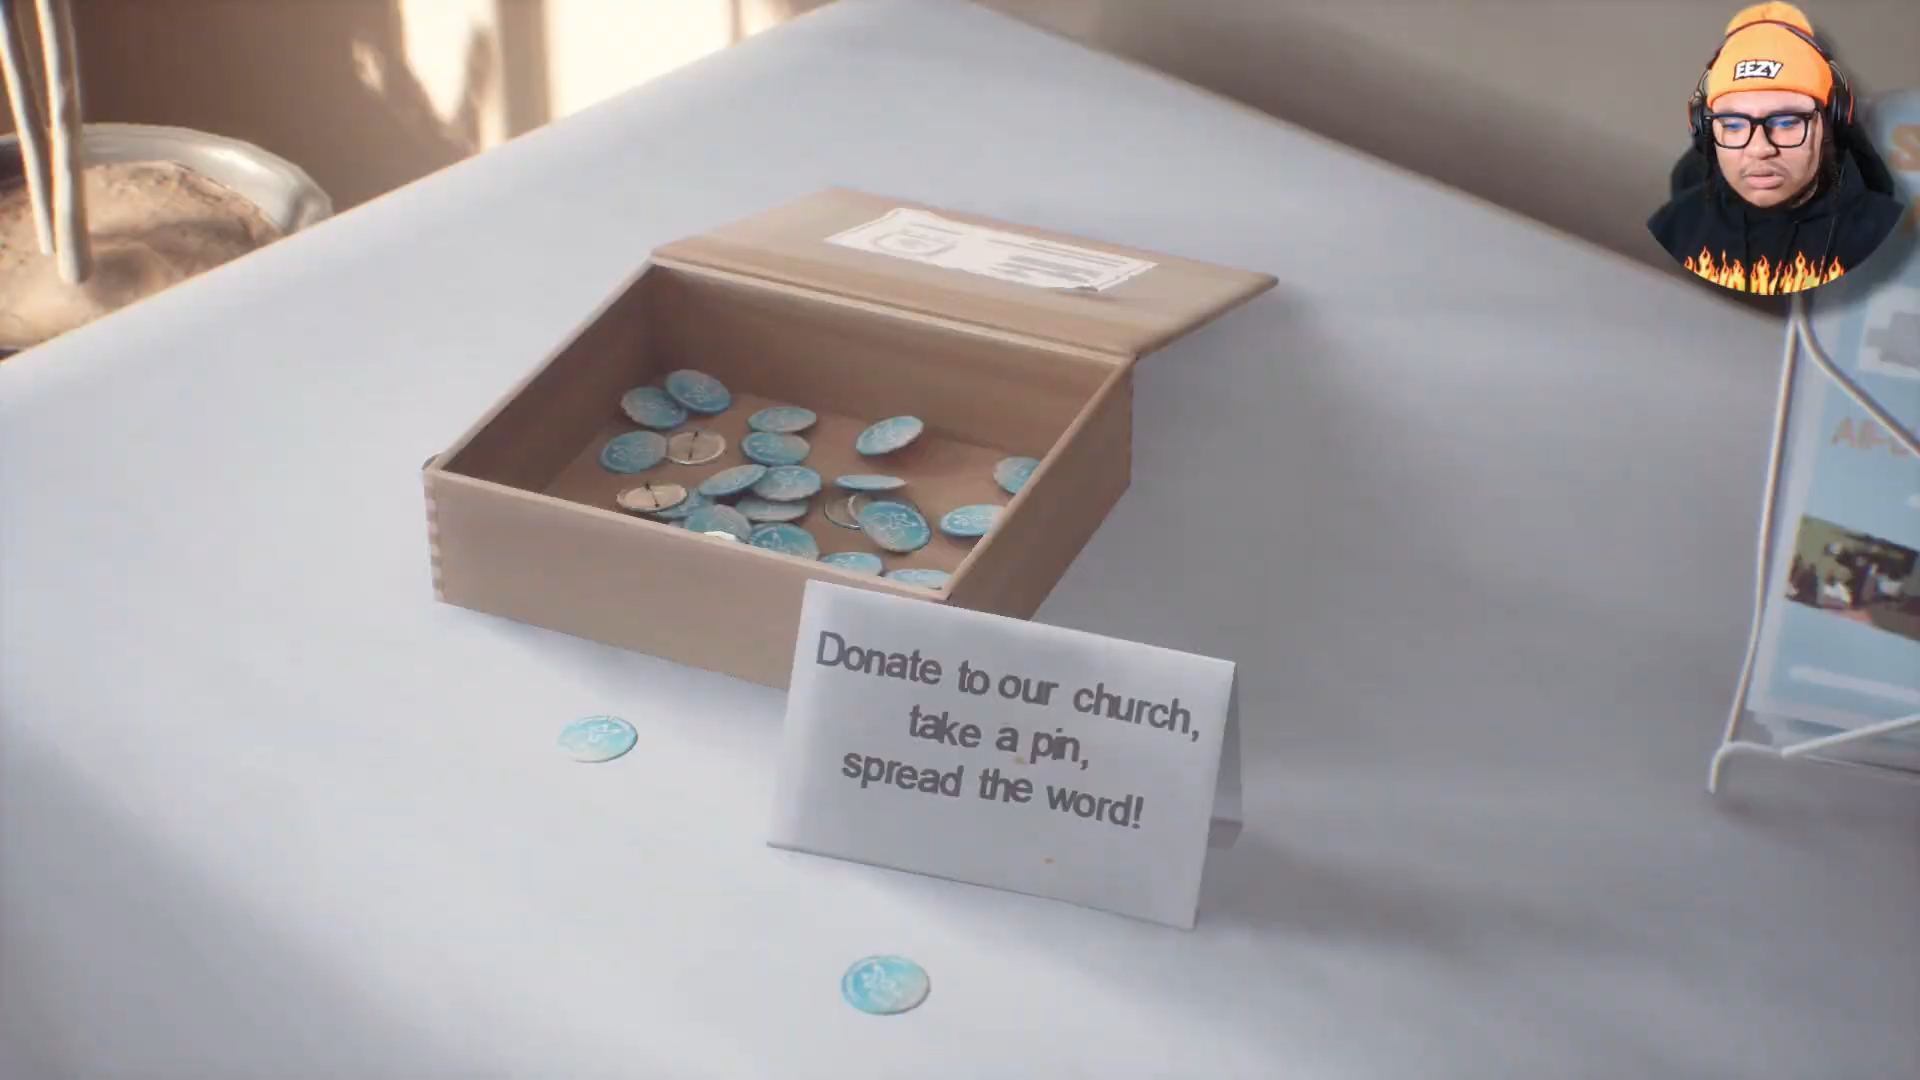 EEZY
Donate to our church,
take a pin,
spread the word!